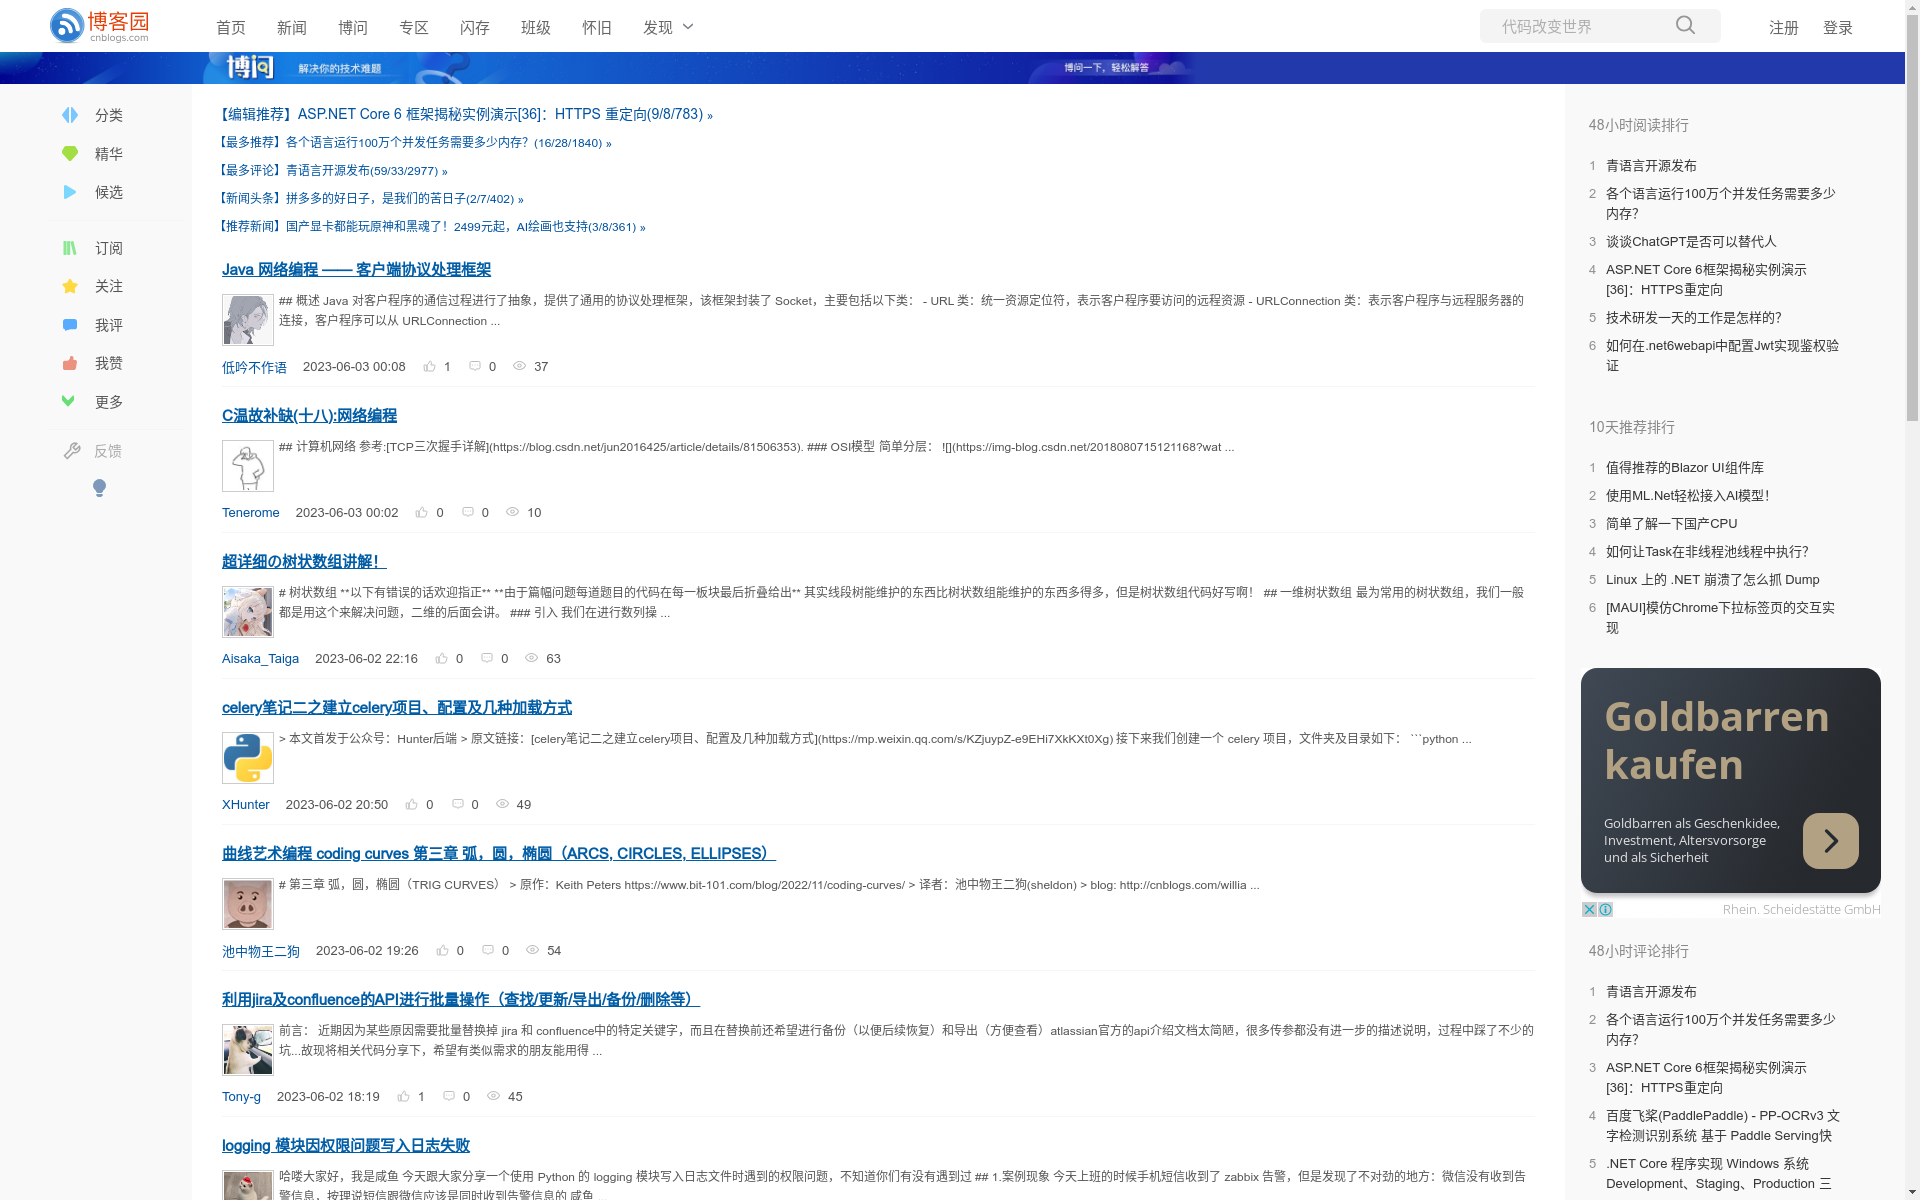 博客园
cnblogs.com
首页 新闻 博问 专区 闪存 班级 怀旧 发现
代码改变世界
注册 登录
博问 解决你的技术难题 博问一下，轻松解答
分类
精华
候选
订阅
关注
我评
我赞
更多
反馈
【编辑推荐】ASP.NET Core 6 框架揭秘实例演示[36]：HTTPS 重定向(9/8/783) »
【最多推荐】各个语言运行100万个并发任务需要多少内存？(16/28/1840) »
【最多评论】青语言开源发布(59/33/2977) »
【新闻头条】拼多多的好日子，是我们的苦日子(2/7/402) »
【推荐新闻】国产显卡都能玩原神和黑魂了！2499元起，AI绘画也支持(3/8/361) »
Java 网络编程 —— 客户端协议处理框架
## 概述 Java 对客户程序的通信过程进行了抽象，提供了通用的协议处理框架，该框架封装了 Socket，主要包括以下类： - URL 类：统一资源定位符，表示客户程序要访问的远程资源 - URLConnection 类：表示客户程序与远程服务器的
连接，客户程序可以从 URLConnection ...
低吟不作语 2023-06-03 00:08 1 0 37
C温故补缺(十八):网络编程
## 计算机网络 参考:[TCP三次握手详解](https://blog.csdn.net/jun2016425/article/details/81506353). ### OSI模型 简单分层： ![](https://img-blog.csdn.net/2018080715121168?wat ...
Tenerome 2023-06-03 00:02 0 0 10
超详细の树状数组讲解！
# 树状数组 **以下有错误的话欢迎指正** **由于篇幅问题每道题目的代码在每一板块最后折叠给出** 其实线段树能维护的东西比树状数组能维护的东西多得多，但是树状数组代码好写啊！ ## 一维树状数组 最为常用的树状数组，我们一般
都是用这个来解决问题，二维的后面会讲。 ### 引入 我们在进行数列操 ...
Aisaka_Taiga 2023-06-02 22:16 0 0 63
celery笔记二之建立celery项目、配置及几种加载方式
> 本文首发于公众号：Hunter后端 > 原文链接：[celery笔记二之建立celery项目、配置及几种加载方式](https://mp.weixin.qq.com/s/KZjuypZ-e9EHi7XkKXt0Xg) 接下来我们创建一个 celery 项目，文件夹及目录如下： ```python ...
XHunter 2023-06-02 20:50 0 0 49
曲线艺术编程 coding curves 第三章 弧，圆，椭圆（ARCS, CIRCLES, ELLIPSES）
# 第三章 弧，圆，椭圆（TRIG CURVES） > 原作：Keith Peters https://www.bit-101.com/blog/2022/11/coding-curves/ > 译者：池中物王二狗(sheldon) > blog: http://cnblogs.com/willia ...
池中物王二狗 2023-06-02 19:26 0 0 54
利用jira及confluence的API进行批量操作（查找/更新/导出/备份/删除等）
前言： 近期因为某些原因需要批量替换掉 jira 和 confluence中的特定关键字，而且在替换前还希望进行备份（以便后续恢复）和导出（方便查看）atlassian官方的api介绍文档太简陋，很多传参都没有进一步的描述说明，过程中踩了不少的
坑...故现将相关代码分享下，希望有类似需求的朋友能用得 ...
Tony-g 2023-06-02 18:19 1 0 45
logging 模块因权限问题写入日志失败
哈喽大家好，我是咸鱼 今天跟大家分享一个使用 Python 的 logging 模块写入日志文件时遇到的权限问题，不知道你们有没有遇到过 ## 1.案例现象 今天上班的时候手机短信收到了 zabbix 告警，但是发现了不对劲的地方：微信没有收到告
警信息，按理说短信跟微信应该是同时收到告警信息的 咸鱼 ...
48小时阅读排行
1 青语言开源发布
2 各个语言运行100万个并发任务需要多少
内存?
3 谈谈ChatGPT是否可以替代人
4 ASP.NET Core 6框架揭秘实例演示
[36]：HTTPS重定向
5 技术研发一天的工作是怎样的?
6 如何在.net6webapi中配置Jwt实现鉴权验
证
10天推荐排行
1 值得推荐的Blazor UI组件库
2 使用ML.Net轻松接入AI模型！
3 简单了解一下国产CPU
4 如何让Task在非线程池线程中执行?
5 Linux 上的 .NET 崩溃了怎么抓 Dump
6 [MAUI]模仿Chrome下拉标签页的交互实
现
Goldbarren
kaufen
Goldbarren als Geschenkidee,
Investment, Altersvorsorge
und als Sicherheit
Rhein. Scheidestätte GmbH
48小时评论排行
1 青语言开源发布
2 各个语言运行100万个并发任务需要多少
内存?
3 ASP.NET Core 6框架揭秘实例演示
[36]：HTTPS重定向
4 百度飞桨(PaddlePaddle) - PP-OCRv3 文
字检测识别系统 基于 Paddle Serving快
5 .NET Core 程序实现 Windows 系统
Development、Staging、Production 三